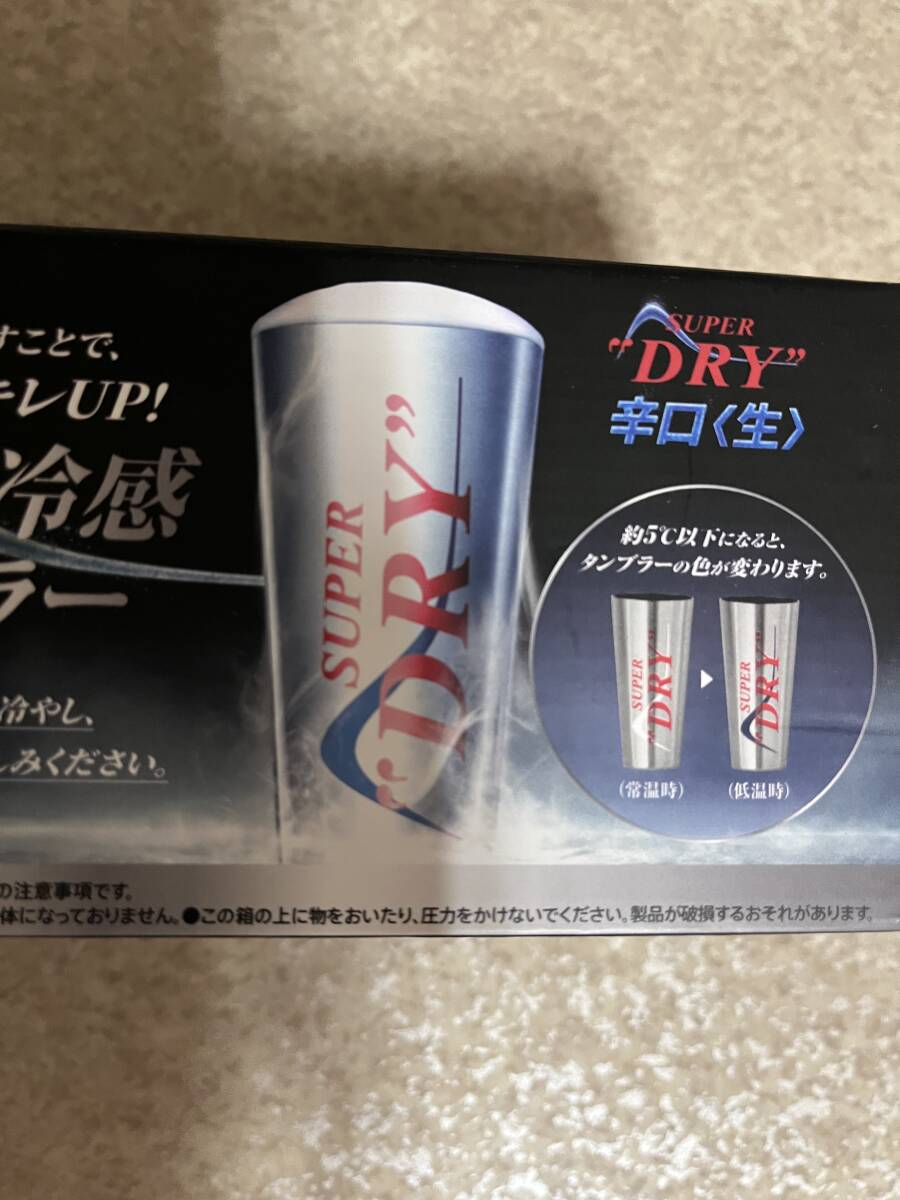 すことで、
キレUP!
冷感
ラー
冷やし、
しみください。
SUPER
"DRY"
SUPER
"DRY"
辛口〈生〉
約5℃以下になると、
タンブラーの色が変わります。
SUPER
"DRY"
SUPER
"DRY"
(常温時)
(低温時)
の注意事項です。
体になっておりません。●この箱の上に物をおいたり、圧力をかけないでください。製品が破損するおそれがあります。